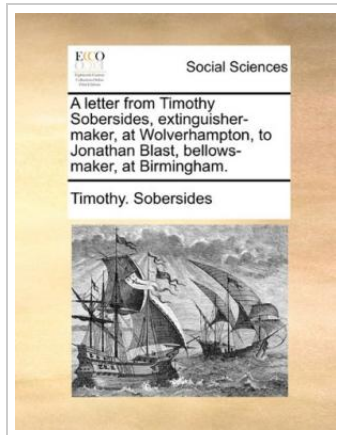 ECCO
Social Sciences
A letter from Timothy
Sobersides, extinguisher-
maker, at Wolverhampton, to
Jonathan Blast, bellows-
maker, at Birmingham.
Timothy. Sobersides